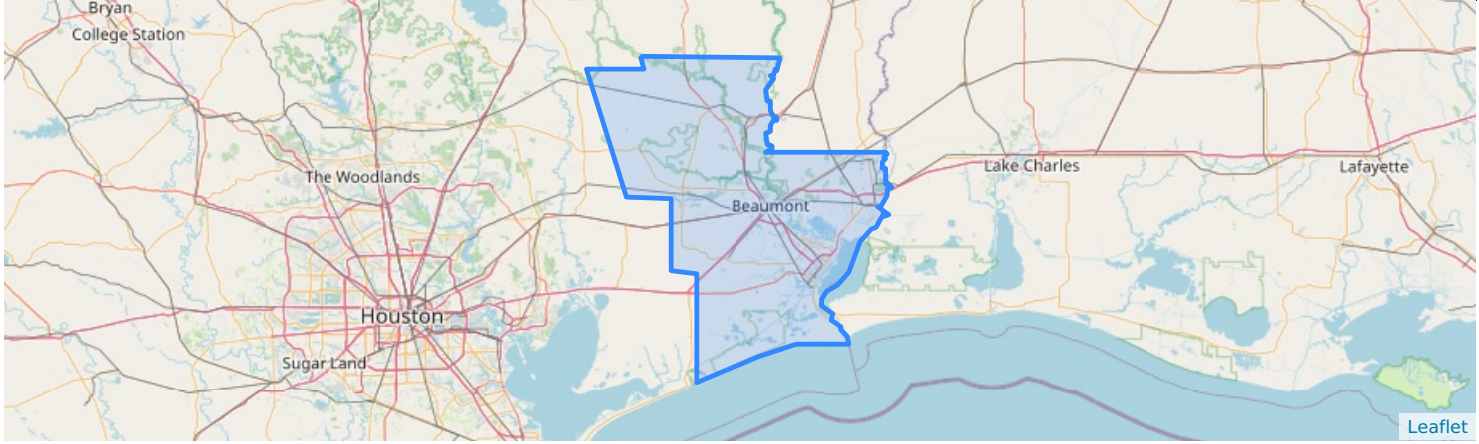 Bryan
College Station
The Woodlands
Beaumont
Lake Charles
Lafayette
Houston
Sugar Land
Leaflet